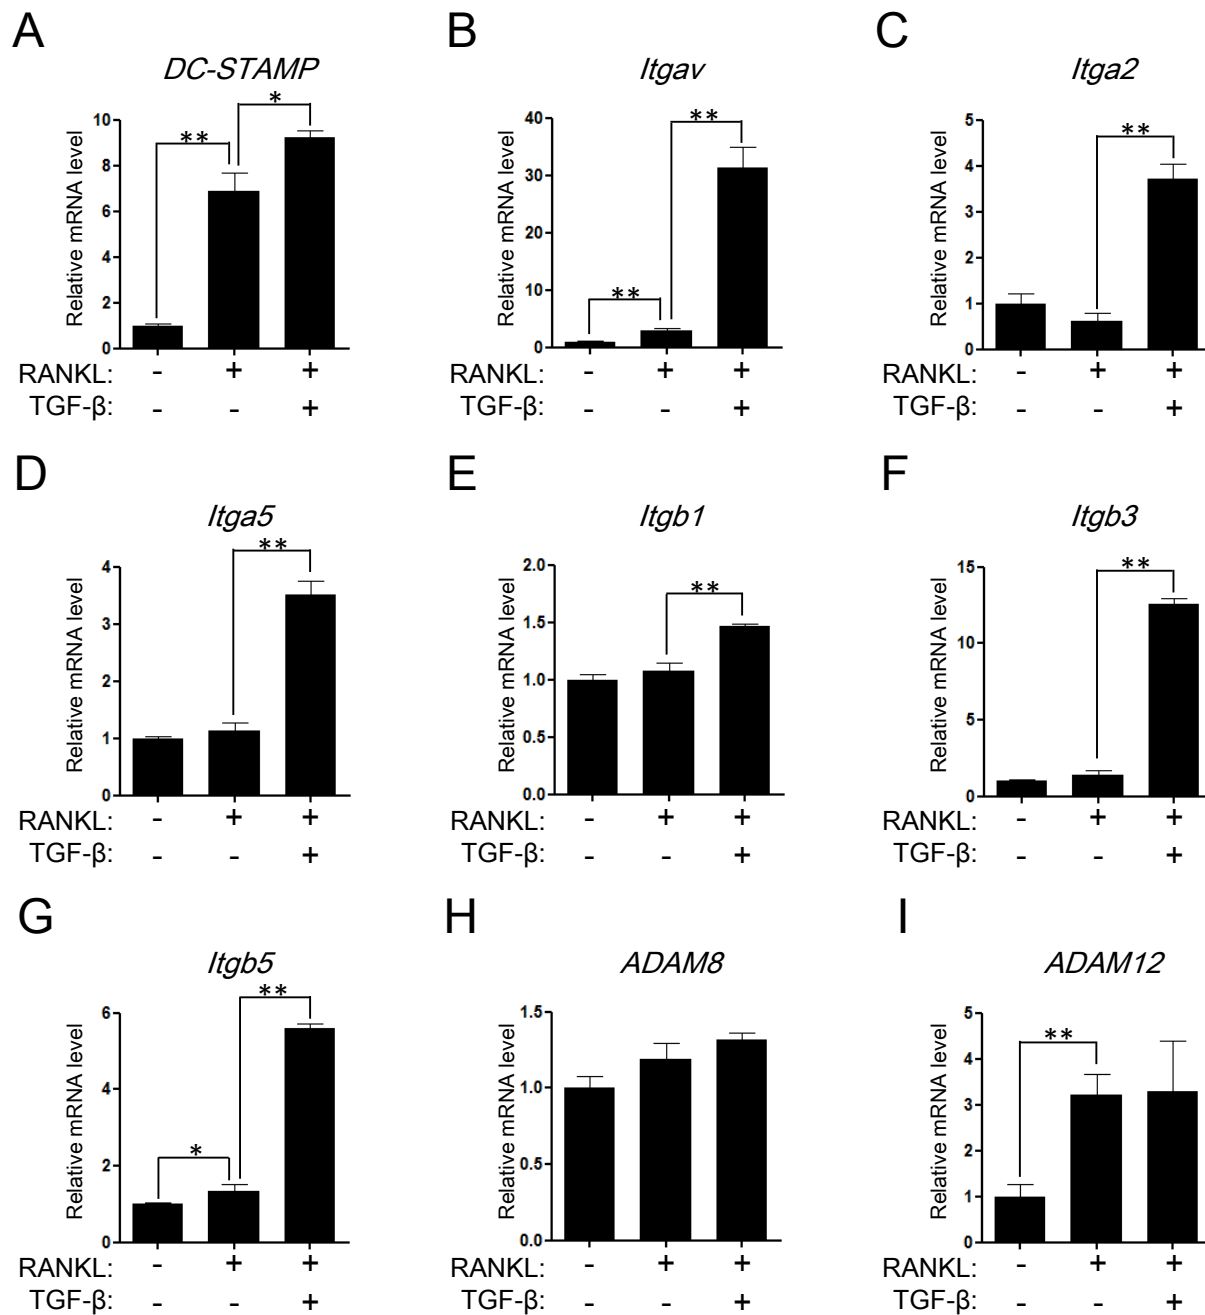 A
DC-STAMP
Relative mRNA level
10
8
6
4
2
0
**
*
RANKL: - + +
TGF-β: - - +
B
Itgav
Relative mRNA level
40
30
20
10
0
**
**
RANKL: - + +
TGF-β: - - +
C
Itga2
Relative mRNA level
5
4
3
2
1
0
**
RANKL: - + +
TGF-β: - - +
D
Itga5
Relative mRNA level
4
3
2
1
0
**
RANKL: - + +
TGF-β: - - +
E
Itgb1
Relative mRNA level
2.0
1.5
1.0
0.5
0.0
**
RANKL: - + +
TGF-β: - - +
F
Itgb3
Relative mRNA level
15
10
5
0
**
RANKL: - + +
TGF-β: - - +
G
Itgb5
Relative mRNA level
6
4
2
0
*
**
RANKL: - + +
TGF-β: - - +
H
ADAM8
Relative mRNA level
1.5
1.0
0.5
0.0
RANKL: - + +
TGF-β: - - +
I
ADAM12
Relative mRNA level
5
4
3
2
1
0
**
RANKL: - + +
TGF-β: - - +